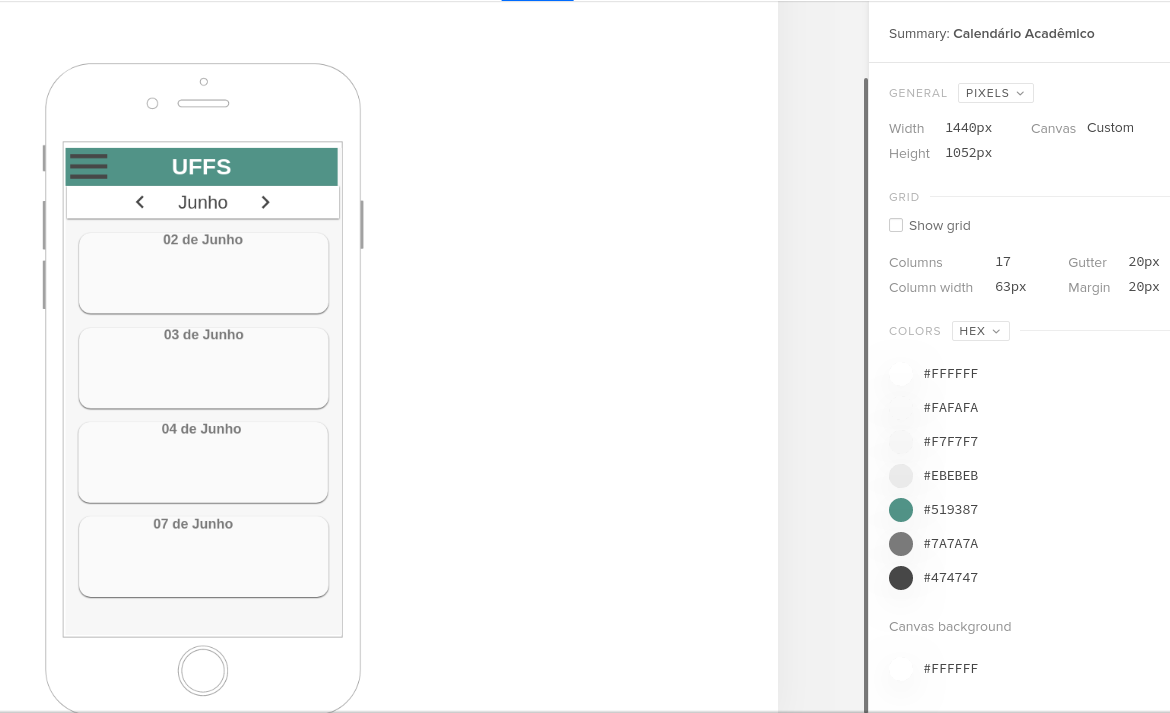 UFFS
Junho
02 de Junho
03 de Junho
04 de Junho
07 de Junho
Summary: Calendário Acadêmico
GENERAL PIXELS
Width 1440px Canvas Custom
Height 1052px
GRID
Show grid
Columns 17 Gutter 20px
Column width 63px Margin 20px
COLORS HEX
#FFFFFF
#FAFAFA
#F7F7F7
#EBEBEB
#519387
#7A7A7A
#474747
Canvas background
#FFFFFF